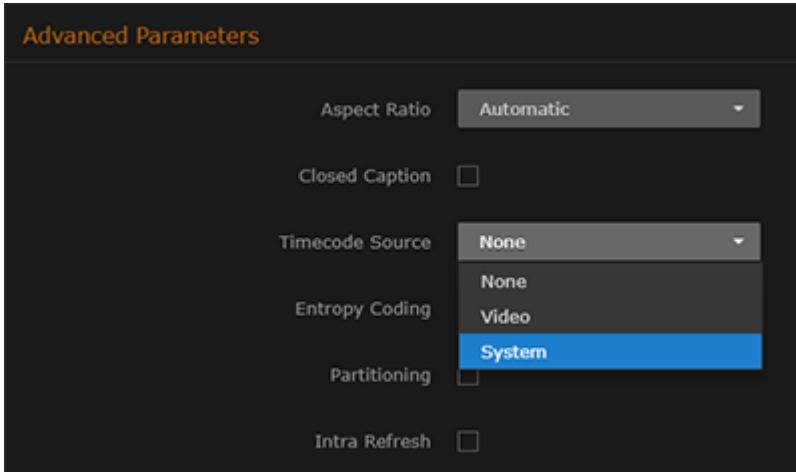 Advanced Parameters
Aspect Ratio Automatic
Closed Caption
Timecode Source None
None
Entropy Coding
Video
System
Partitioning
Intra Refresh